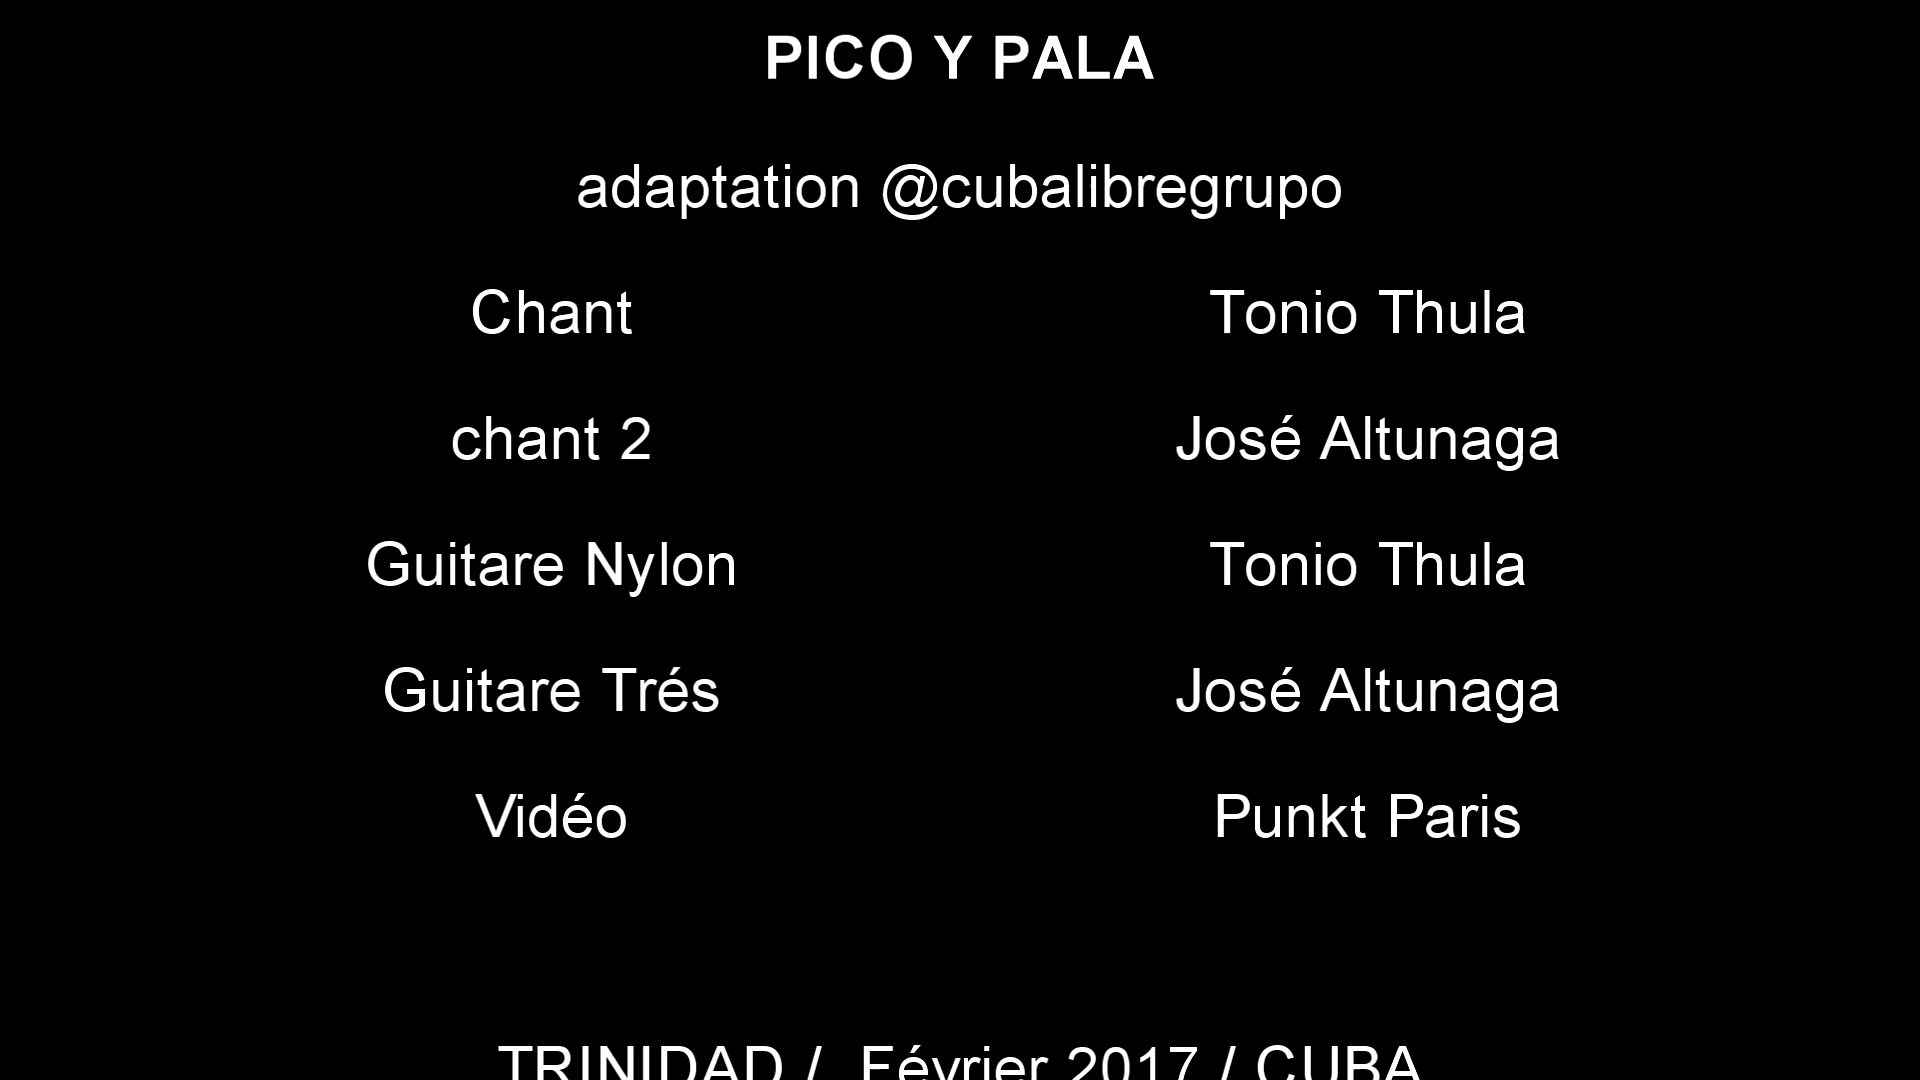 PICO Y PALA
adaptation @cubalibregrupo
Chant Tonio Thula
chant 2 José Altunaga
Guitare Nylon Tonio Thula
Guitare Trés José Altunaga
Vidéo Punkt Paris
TRINIDAD / Février 2017 / CUBA